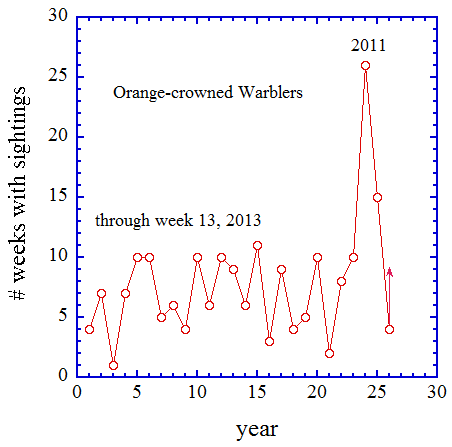 30
2011
25
Orange-crowned Warblers
20
15
through week 13, 2013
10
5
0
0 5 10 15 20 25 30
# weeks with sightings
year